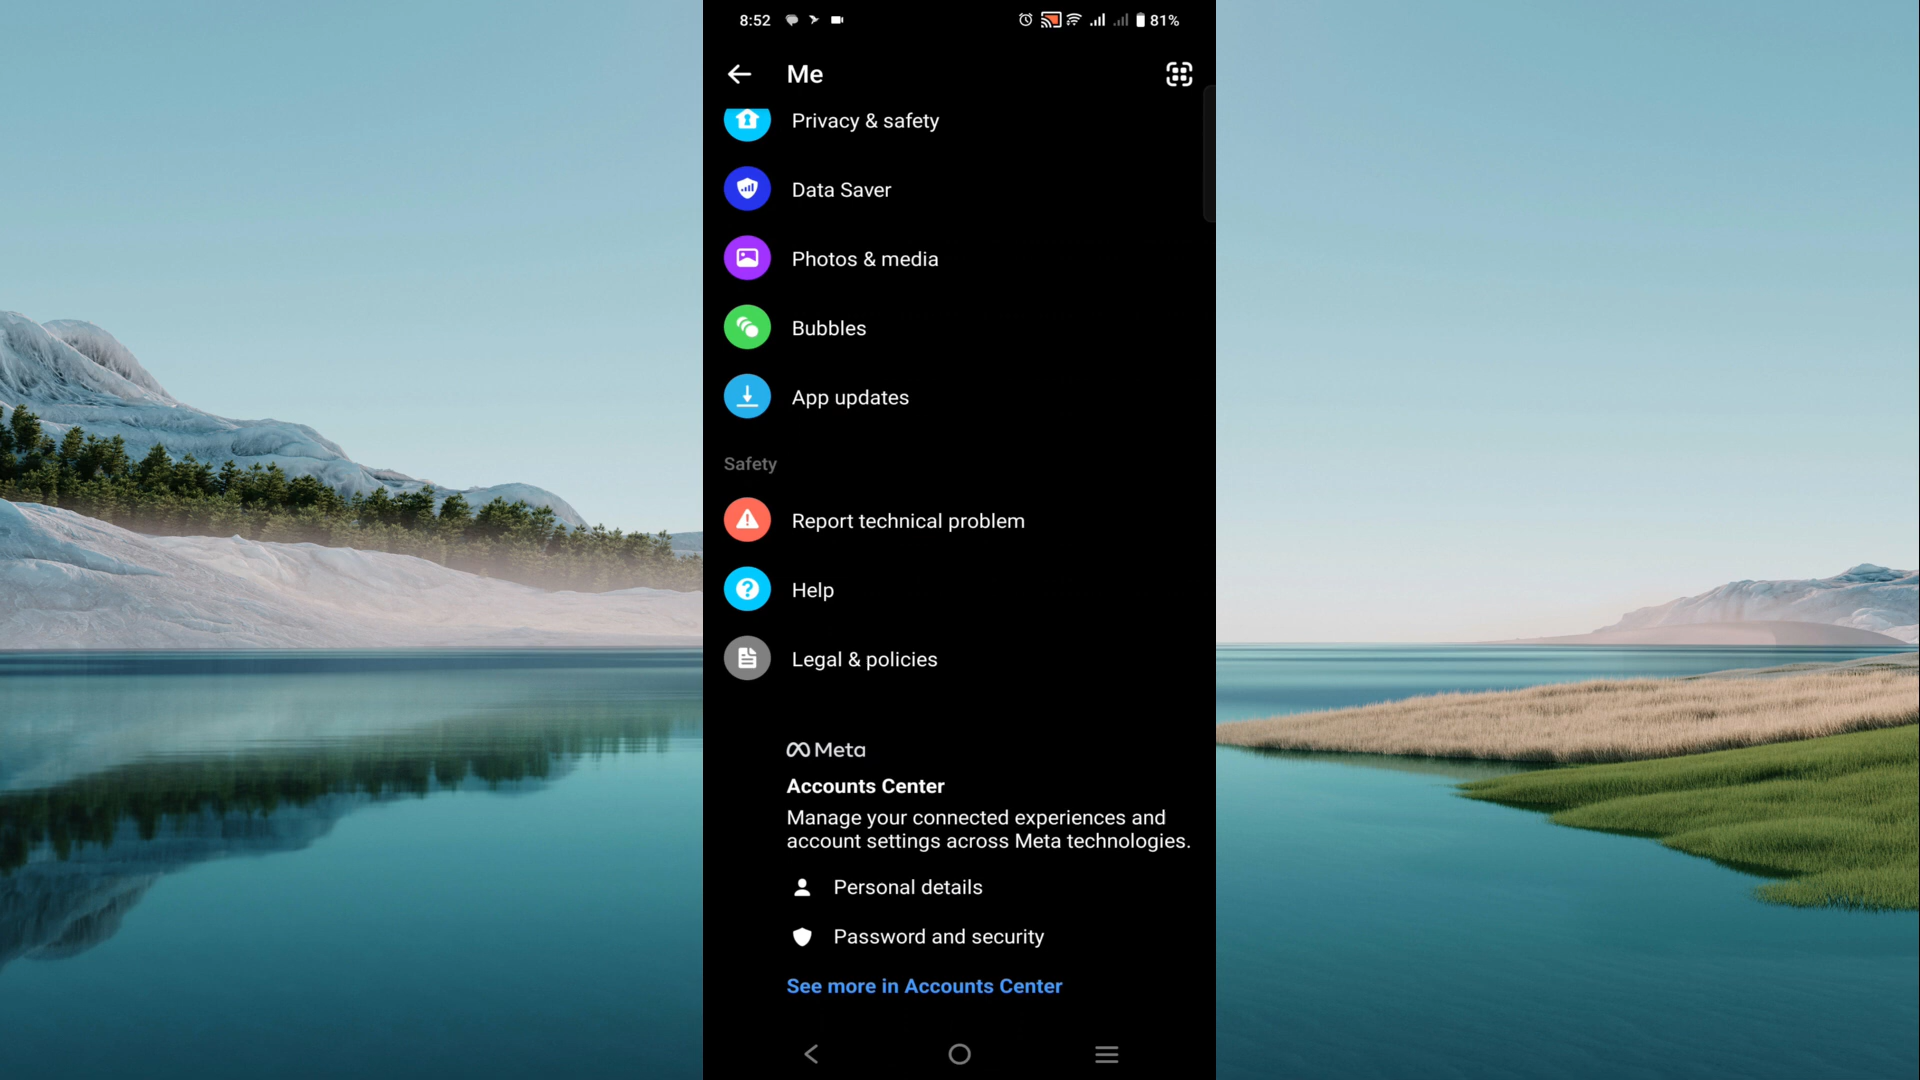 8:52
81%
Me
Privacy & safety
Data Saver
Photos & media
Bubbles
App updates
Safety
Report technical problem
Help
Legal & policies
Meta
Accounts Center
Manage your connected experiences and
account settings across Meta technologies.
Personal details
Password and security
See more in Accounts Center